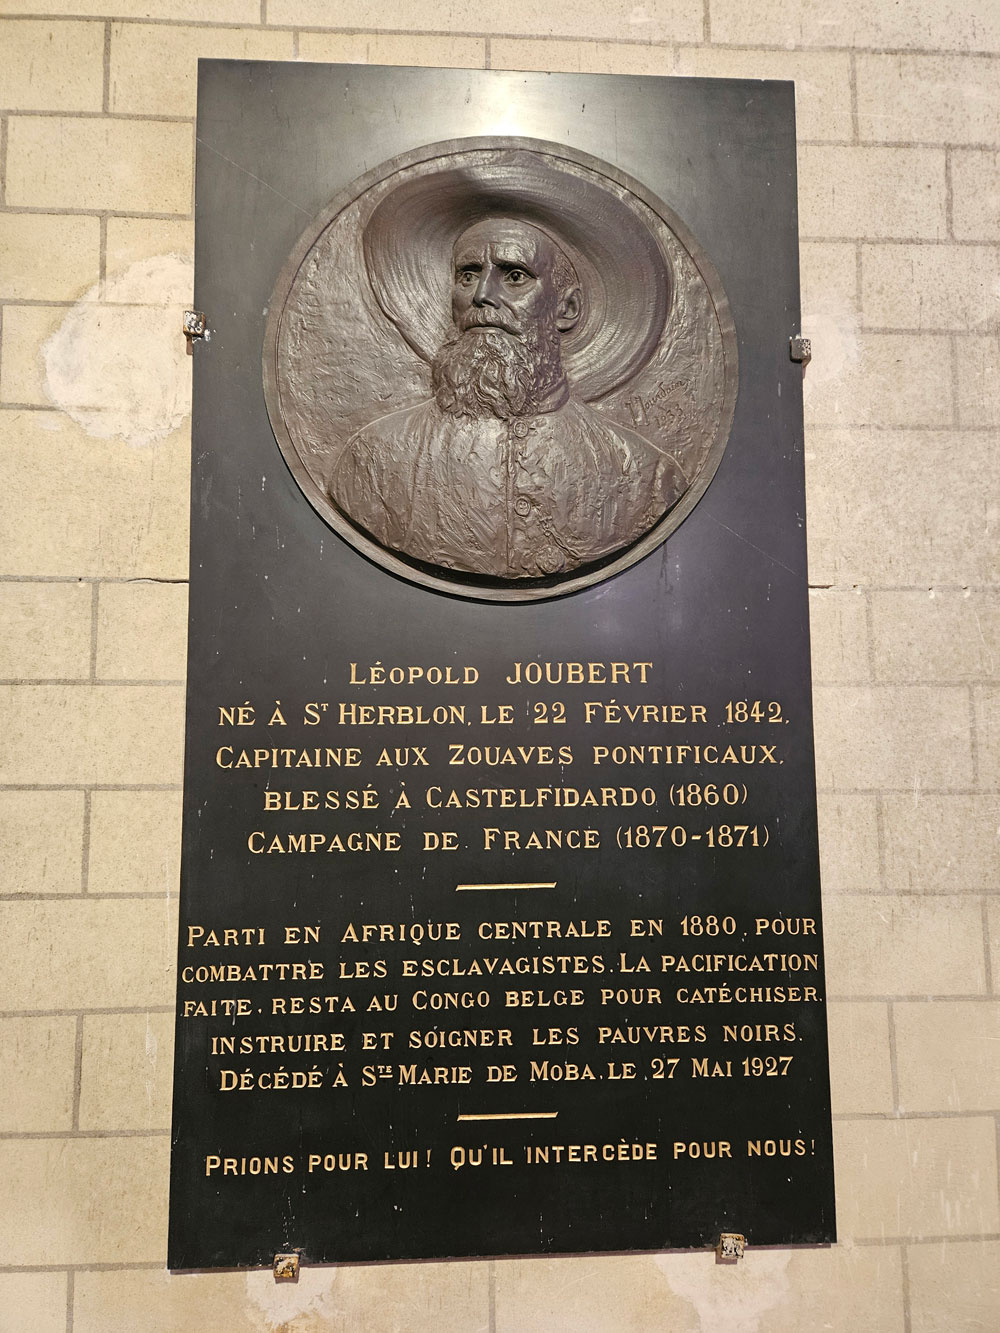 LÉOPOLD JOUBERT
NÉ À ST HERBLON, LE 22 FÉVRIER 1842,
CAPITAINE AUX ZOUAVES PONTIFICAUX,
BLESSÉ À CASTELFIDARDO (1860)
CAMPAGNE DE FRANCE (1870-1871)
PARTI EN AFRIQUE CENTRALE EN 1880, POUR
COMBATTRE LES ESCLAVAGISTES. LA PACIFICATION
FAITE, RESTA AU CONGO BELGE POUR CATÉCHISER,
INSTRUIRE ET SOIGNER LES PAUVRES NOIRS.
DÉCÉDÉ À STE MARIE DE MOBA, LE 27 MAI 1927
PRIONS POUR LUI! QU'IL INTERCÈDE POUR NOUS!